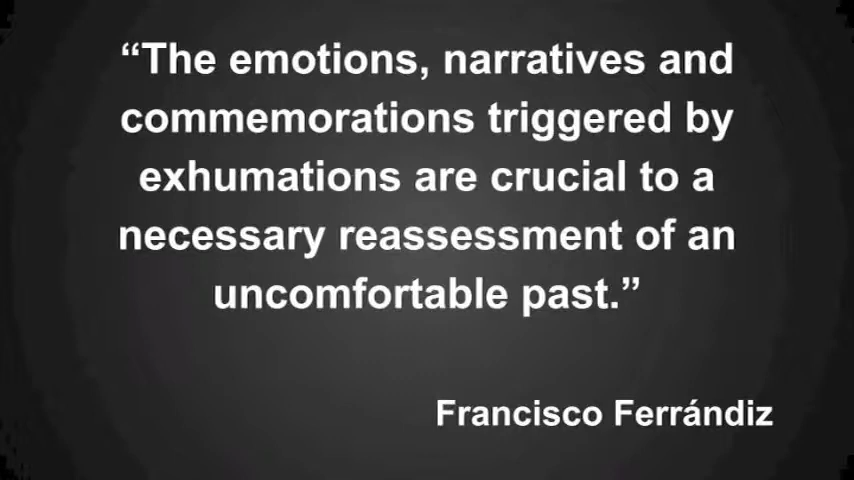 “The emotions, narratives and
commemorations triggered by
exhumations are crucial to a
necessary reassessment of an
uncomfortable past.”
Francisco Ferrándiz